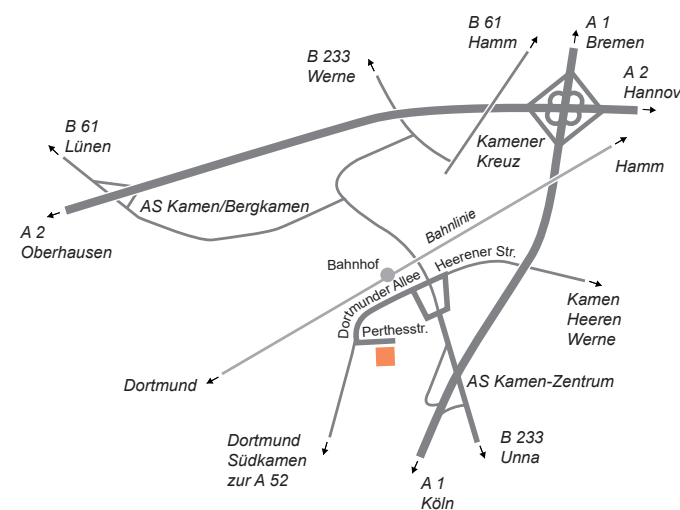 B 61
Hamm
A 1
Bremen
B 233
Werne
A 2
Hannov
B 61
Lünen
Kamener
Kreuz
Hamm
AS Kamen/Bergkamen
A 2
Oberhausen
Bahnlinie
Bahnhof
Heerener Str.
Dortmunder Allee
Kamen
Heeren
Werne
Perthesstr.
Dortmund
AS Kamen-Zentrum
Dortmund
Südkamen
zur A 52
B 233
Unna
A 1
Köln